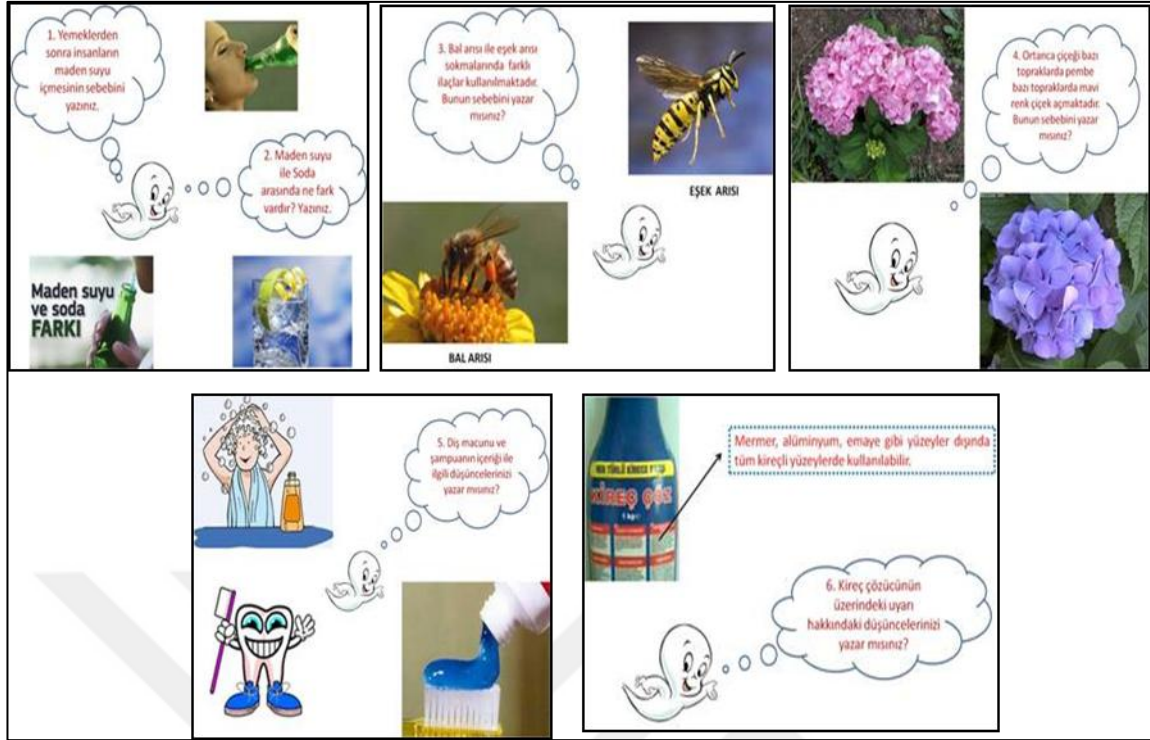 1. Yemeklerden
sonra insanların
maden suyu
içmesinin sebebini
yazınız.
2. Maden suyu
ile Soda
arasında ne fark
vardır? Yazınız.
Maden suyu
ve soda
FARKI
3. Bal arısı ile eşek arısı
sokmalarında farklı
ilaçlar kullanılmaktadır.
Bunun sebebini yazar
mısınız?
EŞEK ARISI
BAL ARISI
4. Ortanca çiçeği bazı
topraklarda pembe
bazı topraklarda mavi
renk çiçek açmaktadır.
Bunun sebebini yazar
mısınız?
5. Diş macunu ve
şampuanın içeriği ile
ilgili düşüncelerinizi
yazar mısınız?
KİREÇ ÇÖZ
1 kg
Mermer, alüminyum, emaye gibi yüzeyler dışında
tüm kireçli yüzeylerde kullanılabilir.
6. Kireç çözücünün
üzerindeki uyarı
hakkındaki düşüncelerinizi
yazar mısınız?